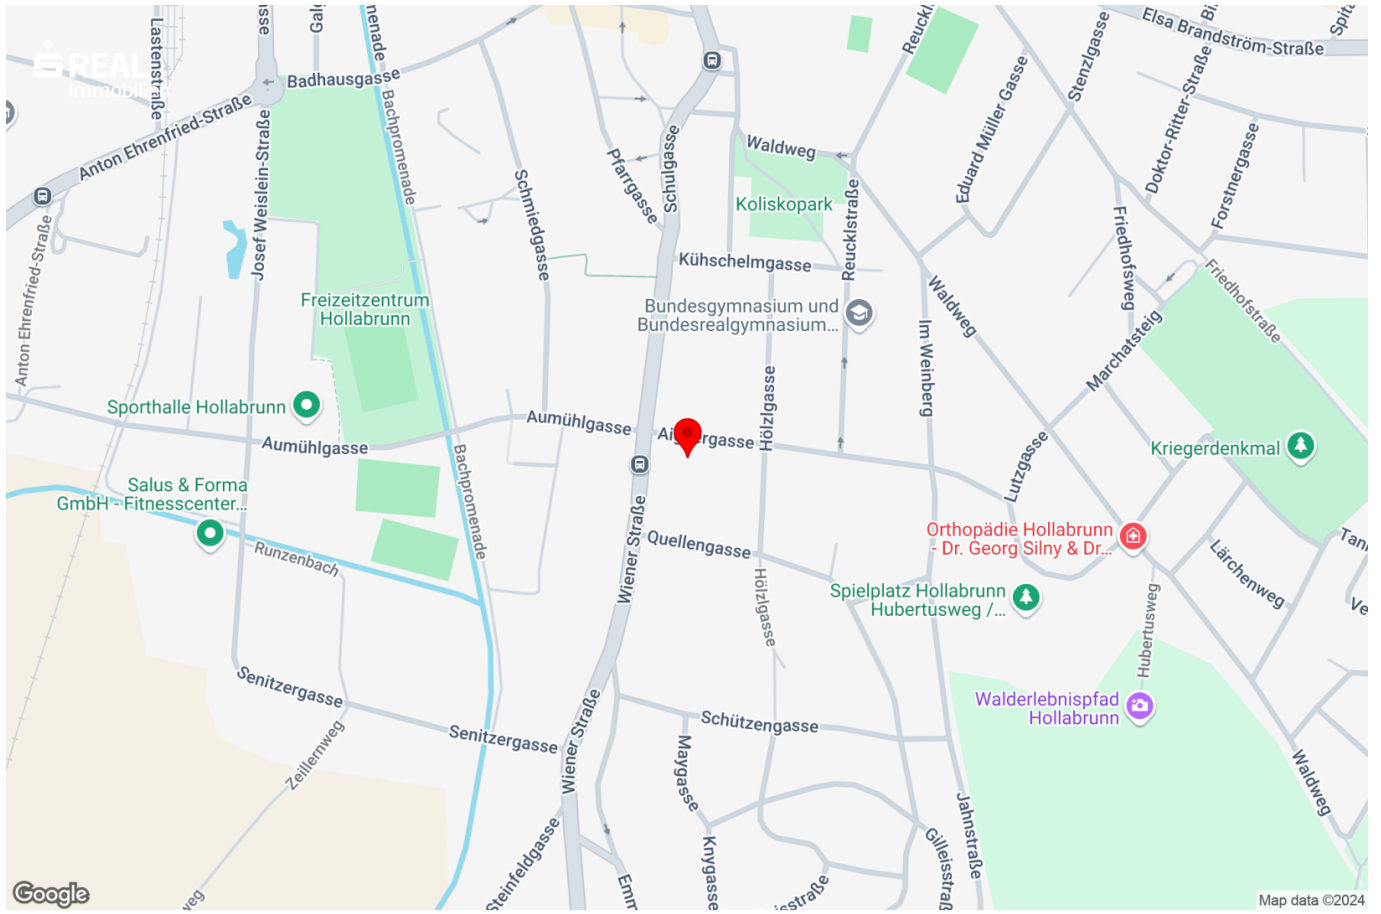 REAL
Immobilien
Lastenstraße
Badhausgasse
Anton Ehrenfried-Straße
Josef Weislein-Straße
Bachpromenade
Schmiedgasse
Pfarrgasse
Schulgasse
Waldweg
Koliskopark
Kühschelmgasse
Reucklstraße
Eduard Müller Gasse
Stenzlgasse
Elsa Brandström-Straße
Doktor-Ritter-Straße
Forstnergasse
Friedhofsweg
Friedhofstraße
Marchatsteig
Waldweg
Im Weinberg
Anton Ehrenfried-Straße
Freizeitzentrum
Hollabrunn
Bundesgymnasium und
Bundesrealgymnasium...
Sporthalle Hollabrunn
Aumühlgasse
Aumühlgasse
Hölzlgasse
Lutzgasse
Kriegerdenkmal
Salus & Forma
GmbH - Fitnesscenter...
Bachpromenade
Runzenbach
Wiener Straße
Quellengasse
Hölzlgasse
Orthopädie Hollabrunn
- Dr. Georg Silny & Dr...
Spielplatz Hollabrunn
Hubertusweg /...
Lärchenweg
Hubertusweg
Senitzergasse
Senitzergasse
Zeillernweg
Wiener Straße
Schützengasse
Maygasse
Knygasse
Walderlebnispfad
Hollabrunn
Waldweg
Jahnstraße
Steinfeldgasse
Google
Map data ©2024